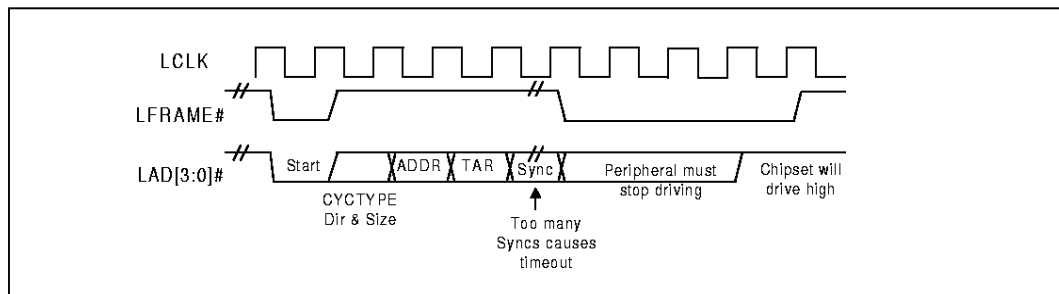 LCLK
LFRAME#
LAD[3:0]#
Start
ADDR
TAR
Sync
Peripheral must
stop driving
Chipset will
drive high
CYCTYPE
Dir & Size
Too many
Syncs causes
timeout